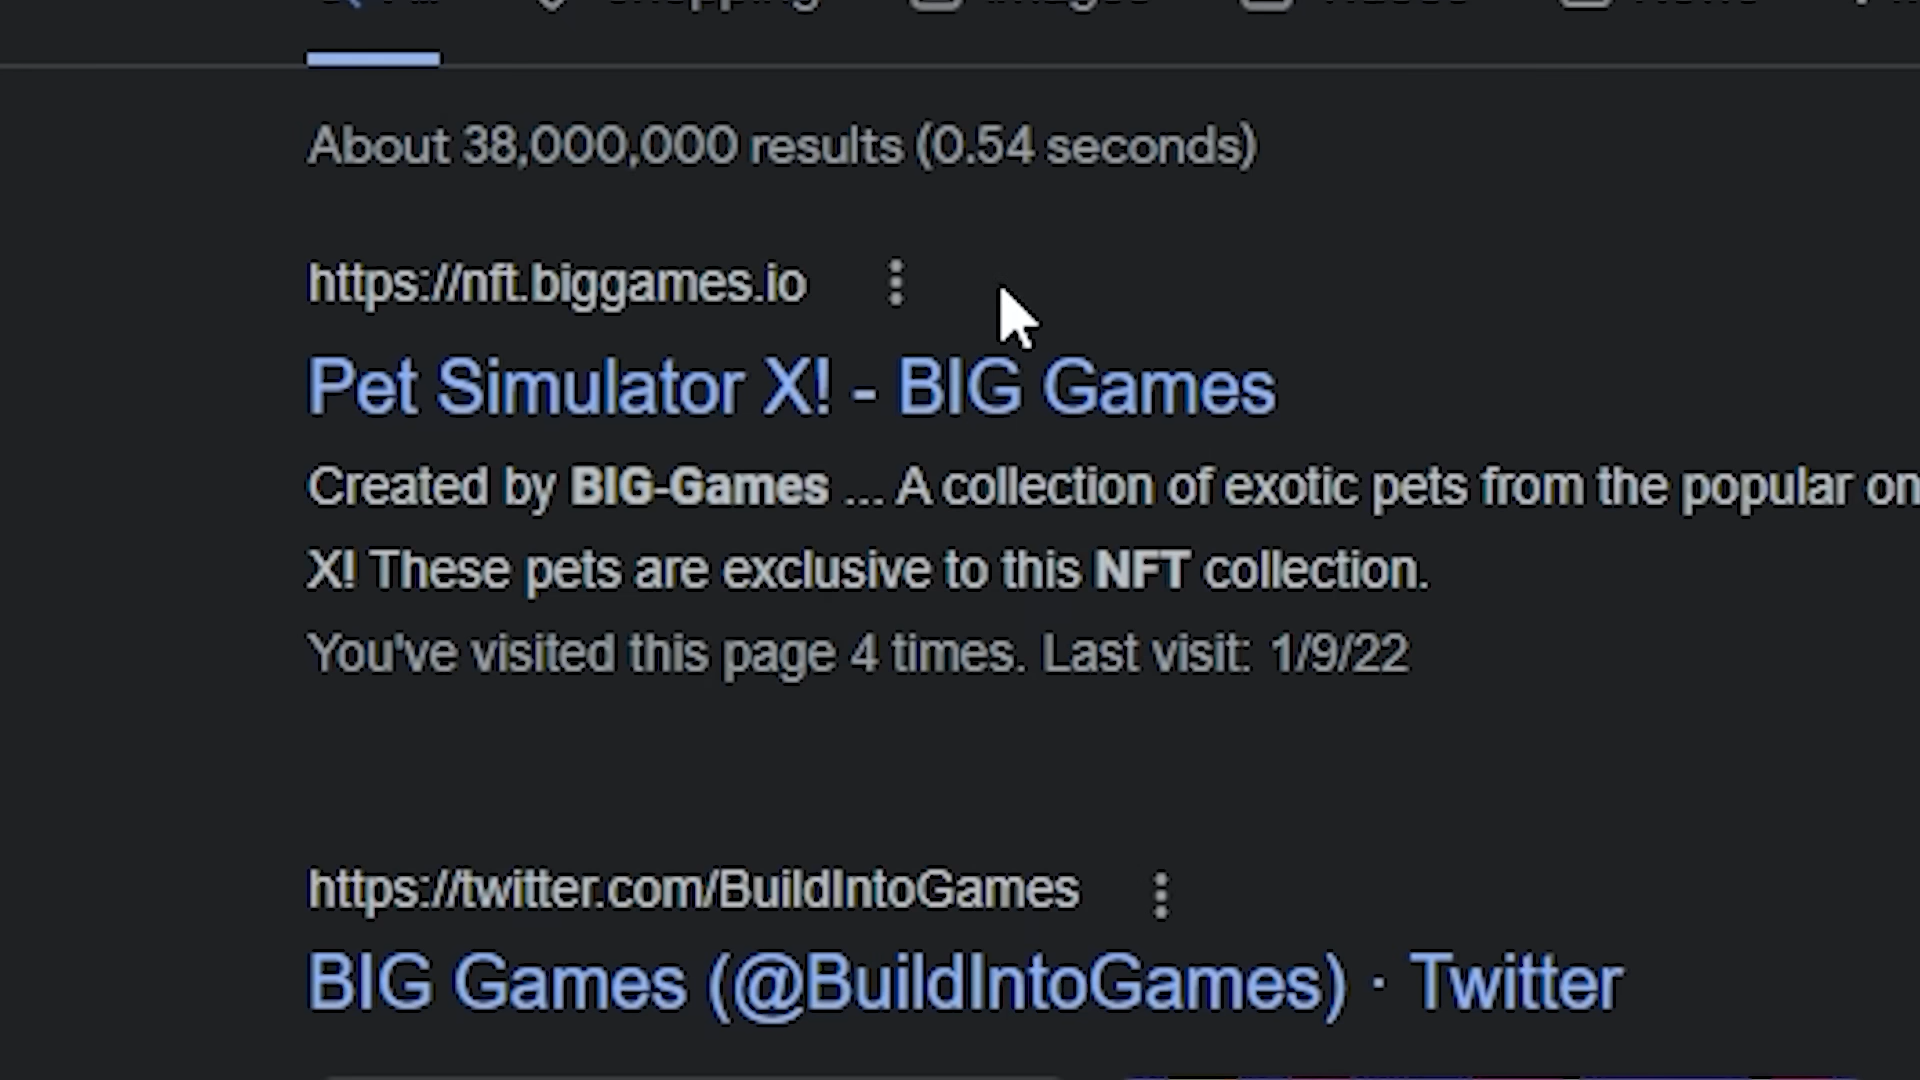 About 38,000,000 results (0.54 seconds)
https://nft.biggames.io
Pet Simulator X! - BIG Games
Created by BIG-Games ... A collection of exotic pets from the popular on
X! These pets are exclusive to this NFT collection.
You've visited this page 4 times. Last visit: 1/9/22
https://twitter.com/BuildIntoGames
BIG Games (@BuildIntoGames) · Twitter